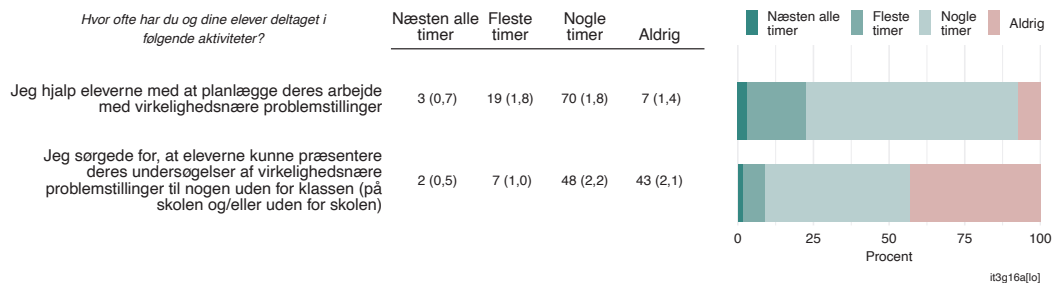 Hvor ofte har du og dine elever deltaget i
følgende aktiviteter?
Næsten alle
timer
Fleste
timer
Nogle
timer
Aldrig
Næsten alle
timer
Fleste
timer
Nogle
timer
Aldrig
Jeg hjalp eleverne med at planlægge deres arbejde
med virkelighedsnære problemstillinger
3 (0,7) 19 (1,8) 70 (1,8) 7 (1,4)
Jeg sørgede for, at eleverne kunne præsentere
deres undersøgelser af virkelighedsnære
problemstillinger til nogen uden for klassen (på
skolen og/eller uden for skolen)
2 (0,5) 7 (1,0) 48 (2,2) 43 (2,1)
0 25 50 75 100
Procent
it3g16a[lo]